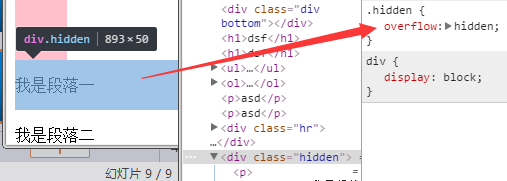 div.hidden | 893×50
我是段落一
我是段落二
幻灯片 9 / 9
<div class="div
bottom"></div>
<h1>dsf</h1>
<h1>dsf</h1>
▶<ul>…</ul>
▶<ol>…</ol>
<p>asd</p>
<p>asd</p>
▶<div class="hr">
…</div>
…
▼<div class="hidden"> =
<p>
.hidden {
overflow:▶hidden;
}
div {
display: block;
}